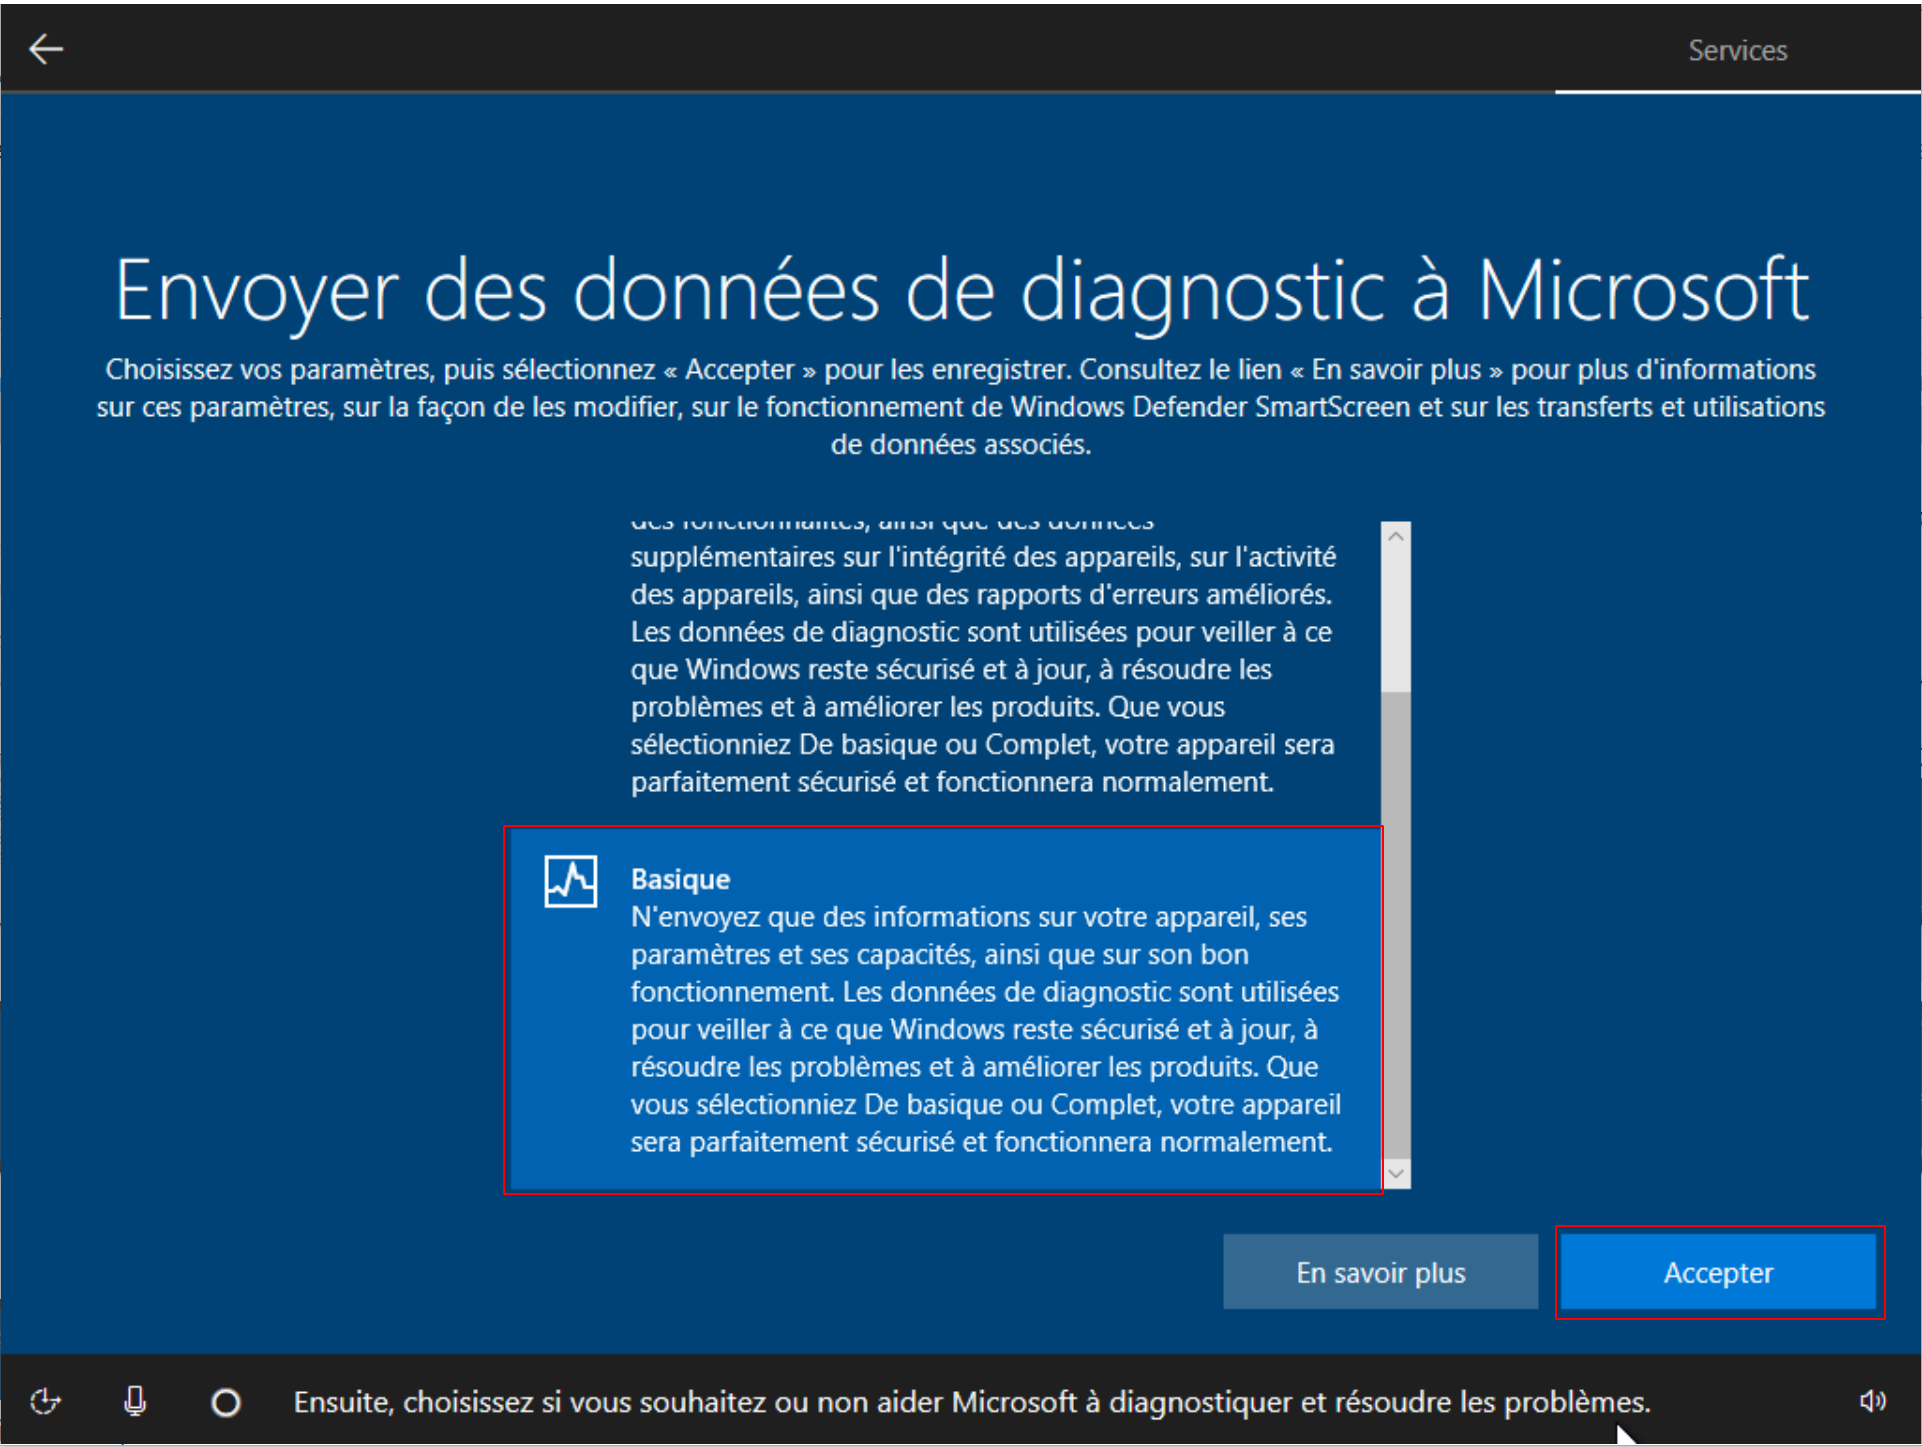 Services
Envoyer des données de diagnostic à Microsoft
Choisissez vos paramètres, puis sélectionnez « Accepter » pour les enregistrer. Consultez le lien « En savoir plus » pour plus d'informations
sur ces paramètres, sur la façon de les modifier, sur le fonctionnement de Windows Defender SmartScreen et sur les transferts et utilisations
de données associés.
des fonctionnalités, ainsi que des données
supplémentaires sur l'intégrité des appareils, sur l'activité
des appareils, ainsi que des rapports d'erreurs améliorés.
Les données de diagnostic sont utilisées pour veiller à ce
que Windows reste sécurisé et à jour, à résoudre les
problèmes et à améliorer les produits. Que vous
sélectionniez De basique ou Complet, votre appareil sera
parfaitement sécurisé et fonctionnera normalement.
Basique
N'envoyez que des informations sur votre appareil, ses
paramètres et ses capacités, ainsi que sur son bon
fonctionnement. Les données de diagnostic sont utilisées
pour veiller à ce que Windows reste sécurisé et à jour, à
résoudre les problèmes et à améliorer les produits. Que
vous sélectionniez De basique ou Complet, votre appareil
sera parfaitement sécurisé et fonctionnera normalement.
En savoir plus
Accepter
Ensuite, choisissez si vous souhaitez ou non aider Microsoft à diagnostiquer et résoudre les problèmes.